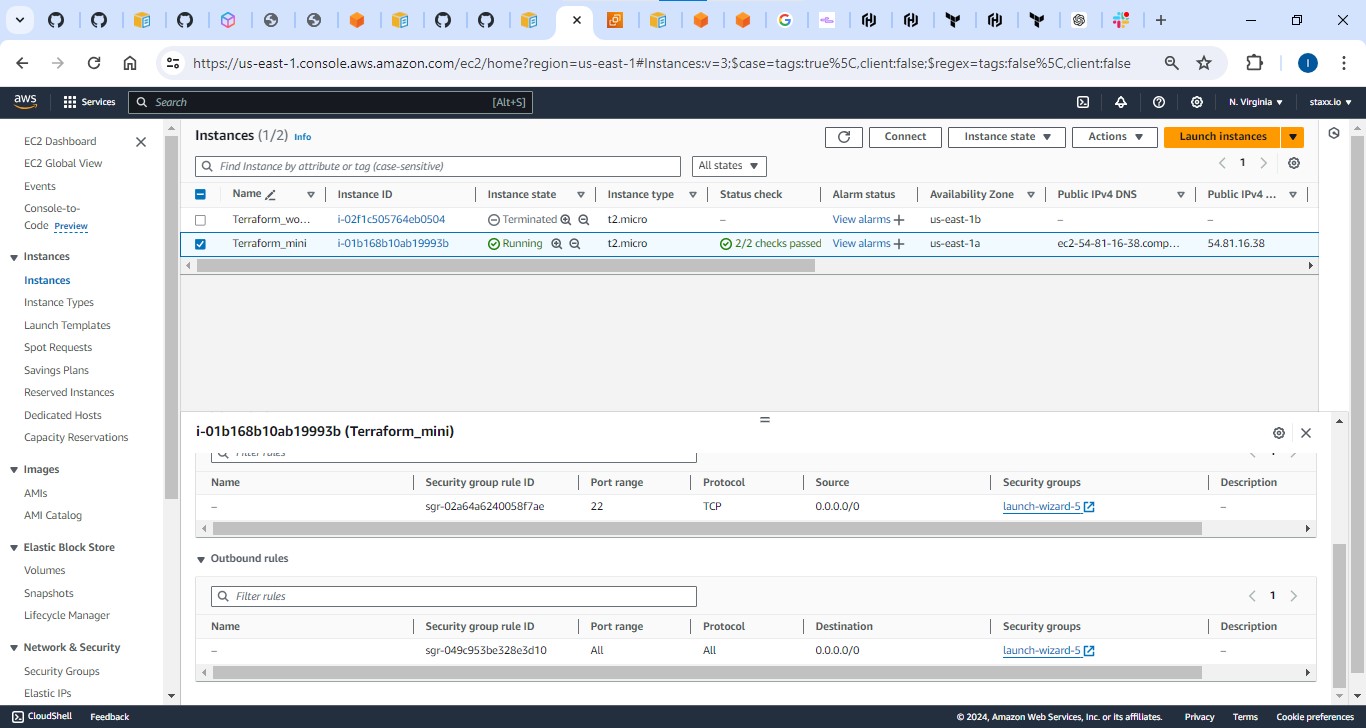 https://us-east-1.console.aws.amazon.com/ec2/home?region=us-east-1#Instances:v=3;$case=tags:true%5C,client:false;$regex=tags:false%5C,client:false
I
aws Services Search [Alt+S] N. Virginia staxx.io
EC2 Dashboard
EC2 Global View
Events
Console-to-
Code Preview
Instances
Instances
Instance Types
Launch Templates
Spot Requests
Savings Plans
Reserved Instances
Dedicated Hosts
Capacity Reservations
Images
AMIs
AMI Catalog
Elastic Block Store
Volumes
Snapshots
Lifecycle Manager
Network & Security
Security Groups
Elastic IPs
Instances (1/2) Info
Connect Instance state Actions Launch instances
Find Instance by attribute or tag (case-sensitive) All states 1
Name Instance ID Instance state Instance type Status check Alarm status Availability Zone Public IPv4 DNS Public IPv4 ...
Terraform_wo... i-02f1c505764eb0504 Terminated t2.micro – View alarms us-east-1b – –
Terraform_mini i-01b168b10ab19993b Running t2.micro 2/2 checks passed View alarms us-east-1a ec2-54-81-16-38.comp... 54.81.16.38
i-01b168b10ab19993b (Terraform_mini)
Filter rules 1
Name Security group rule ID Port range Protocol Source Security groups Description
– sgr-02a64a6240058f7ae 22 TCP 0.0.0.0/0 launch-wizard-5 –
Outbound rules
Filter rules 1
Name Security group rule ID Port range Protocol Destination Security groups Description
– sgr-049c953be328e3d10 All All 0.0.0.0/0 launch-wizard-5 –
CloudShell Feedback © 2024, Amazon Web Services, Inc. or its affiliates. Privacy Terms Cookie preferences